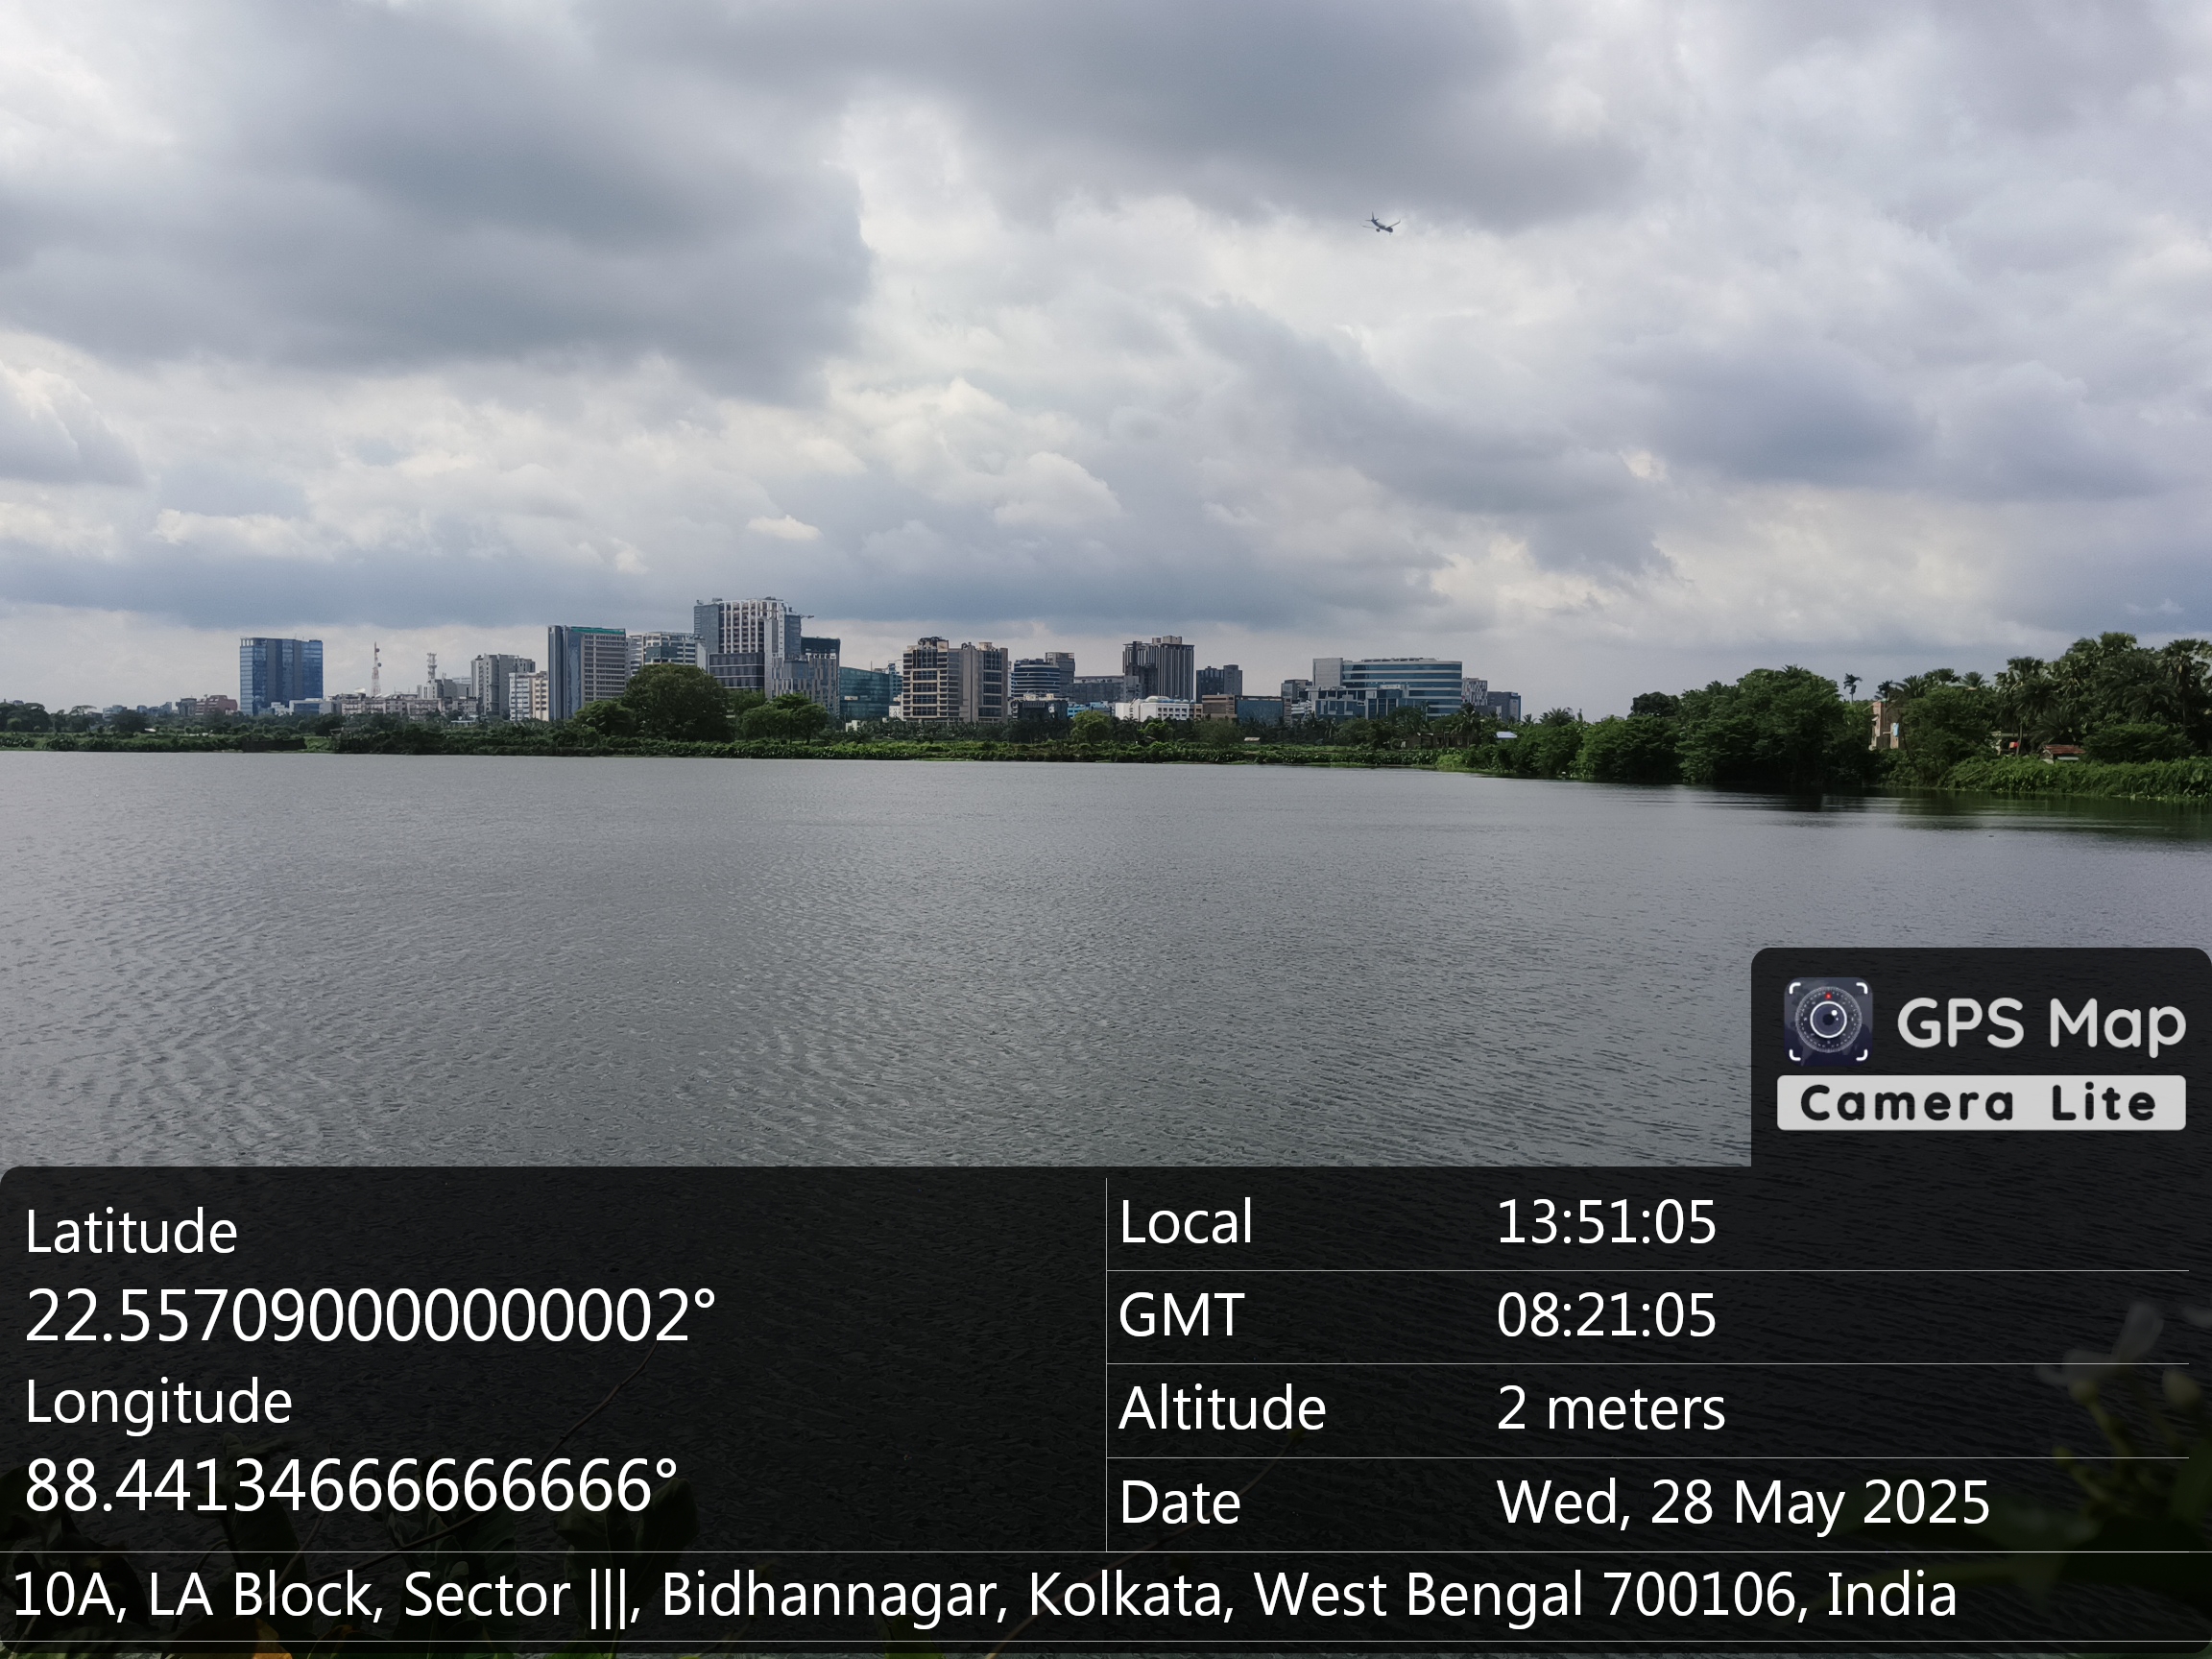 GPS Map
Camera Lite
Latitude
22.557090000000002°
Longitude
88.44134666666666°
Local 13:51:05
GMT 08:21:05
Altitude 2 meters
Date Wed, 28 May 2025
10A, LA Block, Sector |||, Bidhannagar, Kolkata, West Bengal 700106, India